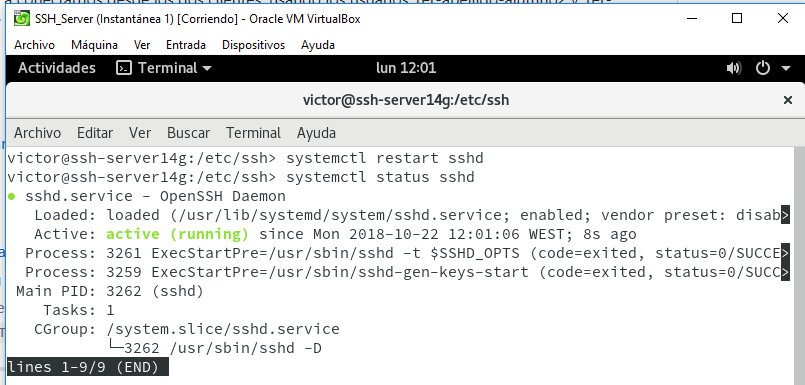 SSH_Server (Instantánea 1) [Corriendo] - Oracle VM VirtualBox
Archivo Máquina Ver Entrada Dispositivos Ayuda
Actividades Terminal lun 12:01
victor@ssh-server14g:/etc/ssh
Archivo Editar Ver Buscar Terminal Ayuda
victor@ssh-server14g:/etc/ssh> systemctl restart sshd
victor@ssh-server14g:/etc/ssh> systemctl status sshd
● sshd.service - OpenSSH Daemon
Loaded: loaded (/usr/lib/systemd/system/sshd.service; enabled; vendor preset: disab>
Active: active (running) since Mon 2018-10-22 12:01:06 WEST; 8s ago
Process: 3261 ExecStartPre=/usr/sbin/sshd -t $SSHD_OPTS (code=exited, status=0/SUCCE>
Process: 3259 ExecStartPre=/usr/sbin/sshd-gen-keys-start (code=exited, status=0/SUCC>
Main PID: 3262 (sshd)
Tasks: 1
CGroup: /system.slice/sshd.service
└─3262 /usr/sbin/sshd -D
lines 1-9/9 (END)